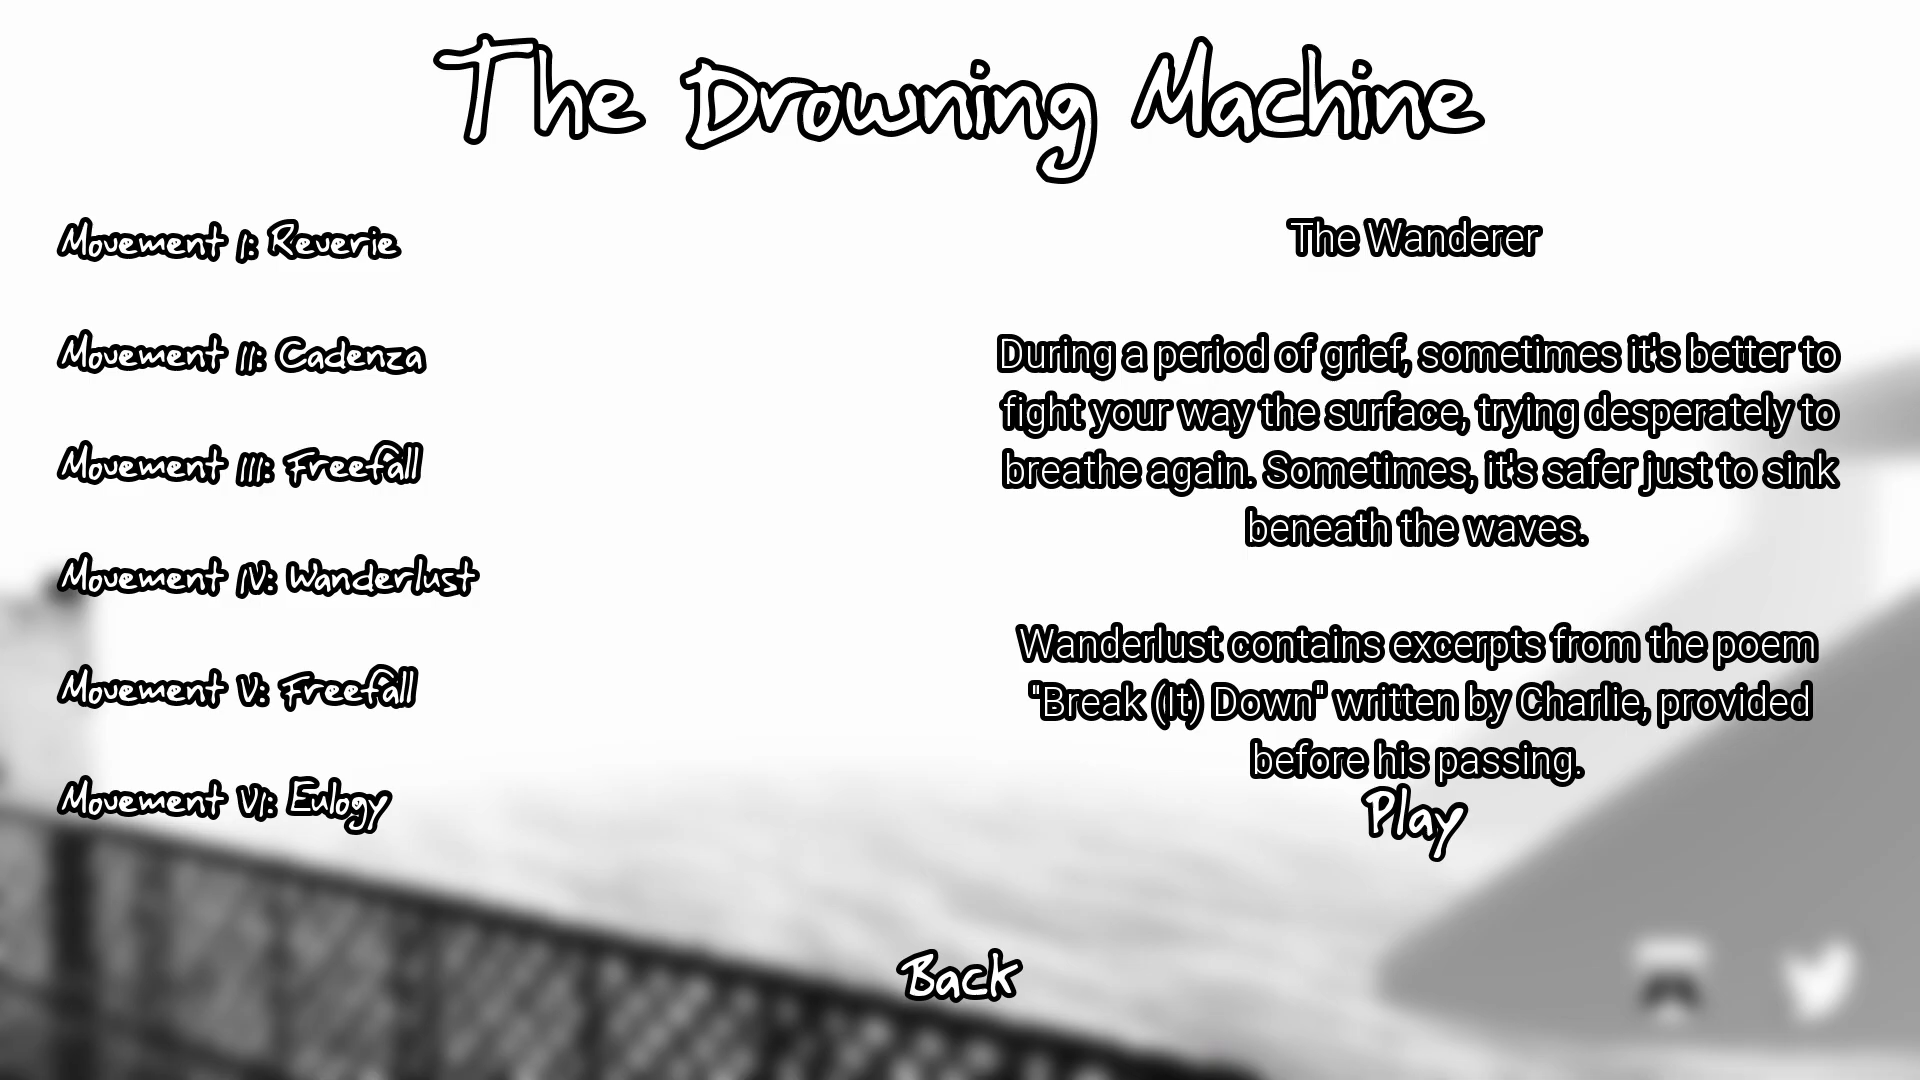 The Drowning Machine
Movement I: Reverie
Movement II: Cadenza
Movement III: Freefall
Movement IV: Wanderlust
Movement V: Freefall
Movement VI: Eulogy
The Wanderer
During a period of grief, sometimes it's better to
fight your way the surface, trying desperately to
breathe again. Sometimes, it's safer just to sink
beneath the waves.
Wanderlust contains excerpts from the poem
"Break (It) Down" written by Charlie, provided
before his passing.
Play
Back